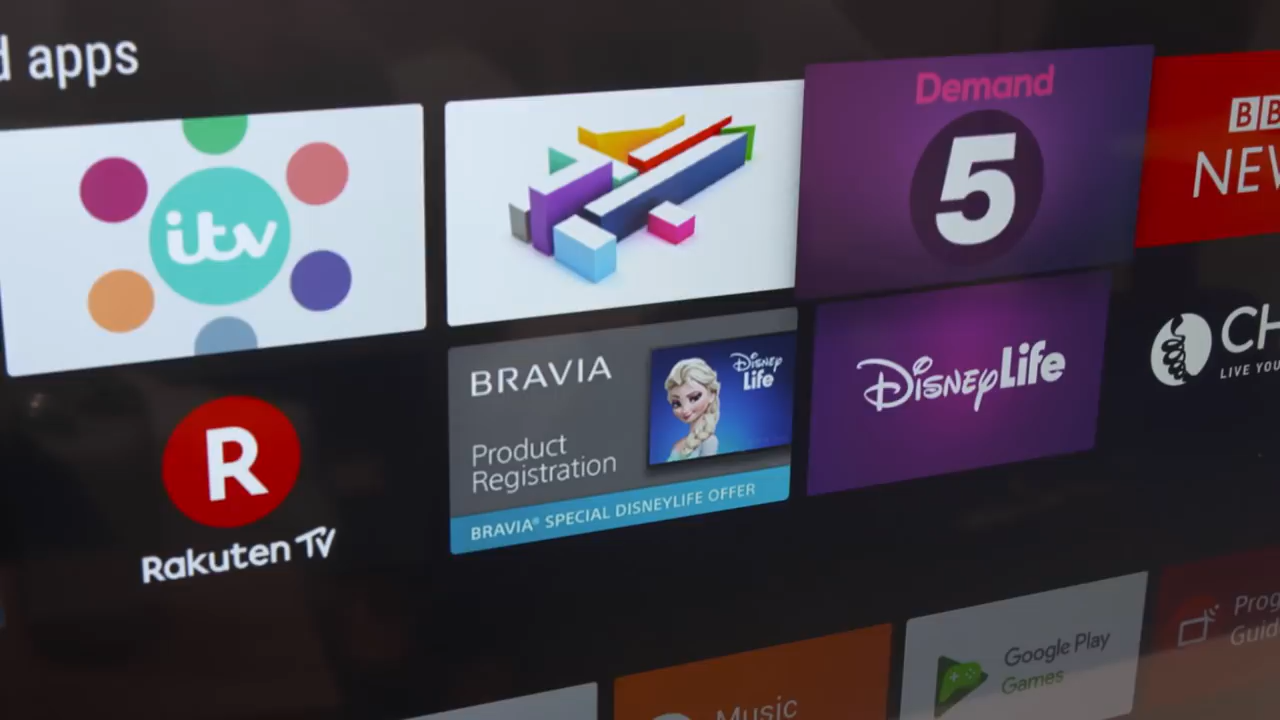 d apps
itv
Demand
5
BB
NEW
Rakuten TV
R
BRAVIA
Product
Registration
Disney
Life
BRAVIA® SPECIAL DISNEYLIFE OFFER
DisneyLife
CH
LIVE YOU
Music
Google Play
Games
Prog
Guid